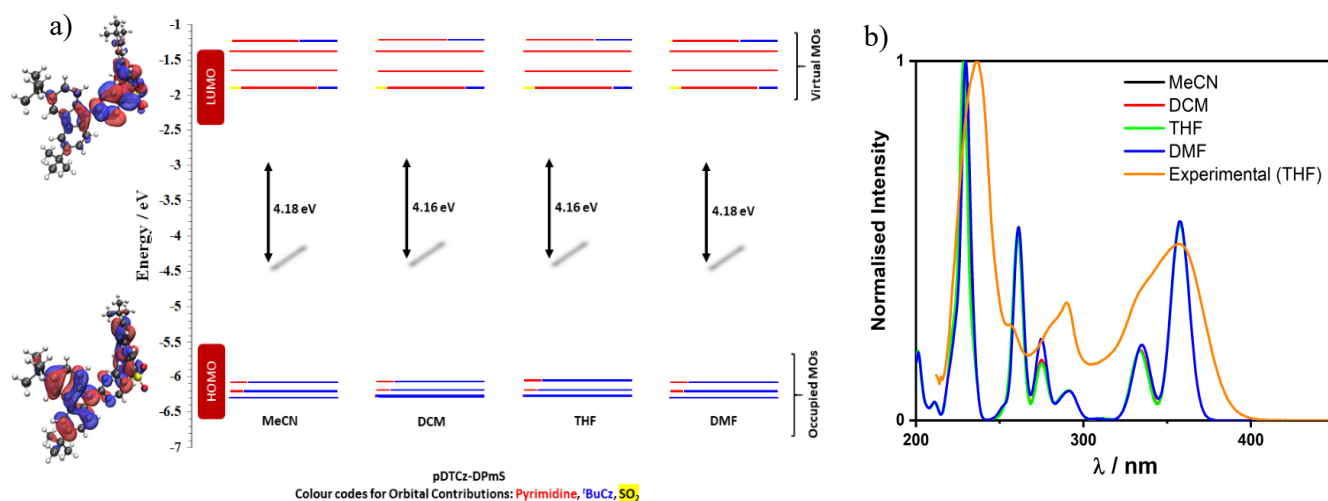 a)
-1
-1.5
-2
-2.5
-3
-3.5
-4
-4.5
-5
-5.5
-6
-6.5
-7
Energy / eV
LUMO
HOMO
4.18 eV
4.16 eV
4.16 eV
4.18 eV
Virtual MOs
Occupied MOs
MeCN
DCM
THF
DMF
pDTCz-DPmS
Colour codes for Orbital Contributions: Pyrimidine, ᵗBuCz, SO₂
b)
1
0
Normalised Intensity
MeCN
DCM
THF
DMF
Experimental (THF)
200
300
400
λ / nm